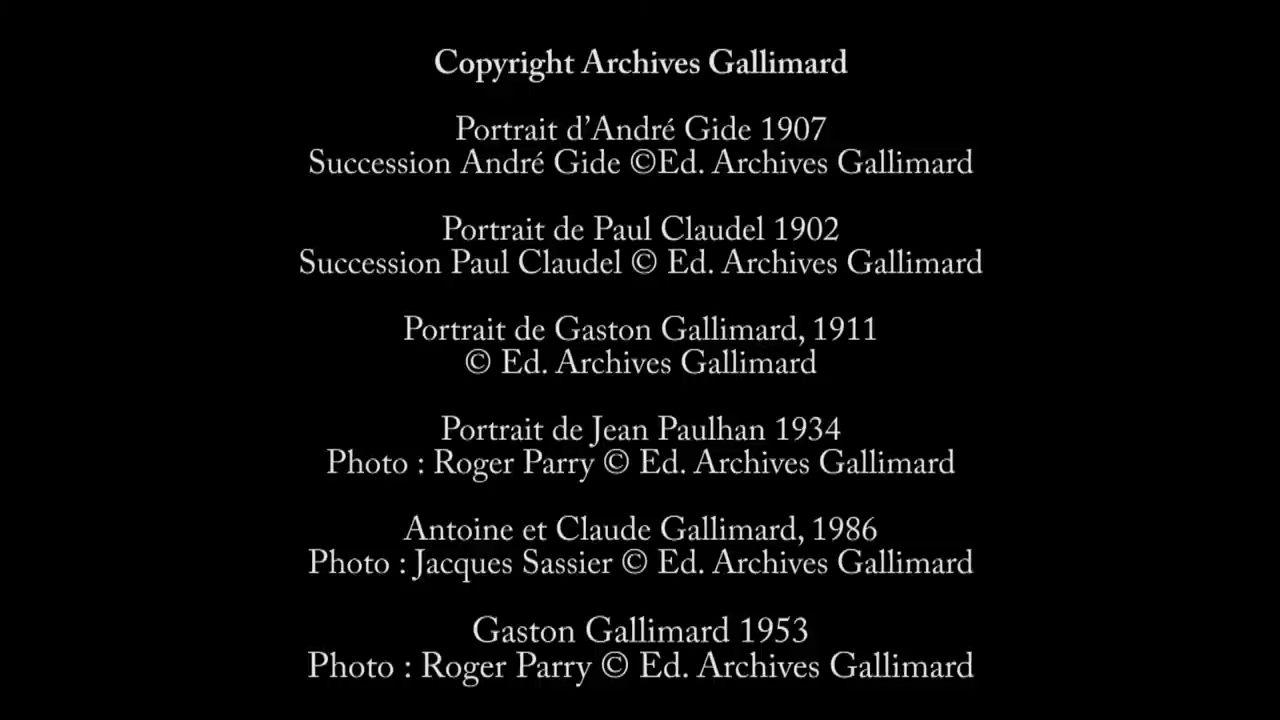 Copyright Archives Gallimard
Portrait d’André Gide 1907
Succession André Gide ©Ed. Archives Gallimard
Portrait de Paul Claudel 1902
Succession Paul Claudel © Ed. Archives Gallimard
Portrait de Gaston Gallimard, 1911
© Ed. Archives Gallimard
Portrait de Jean Paulhan 1934
Photo : Roger Parry © Ed. Archives Gallimard
Antoine et Claude Gallimard, 1986
Photo : Jacques Sassier © Ed. Archives Gallimard
Gaston Gallimard 1953
Photo : Roger Parry © Ed. Archives Gallimard